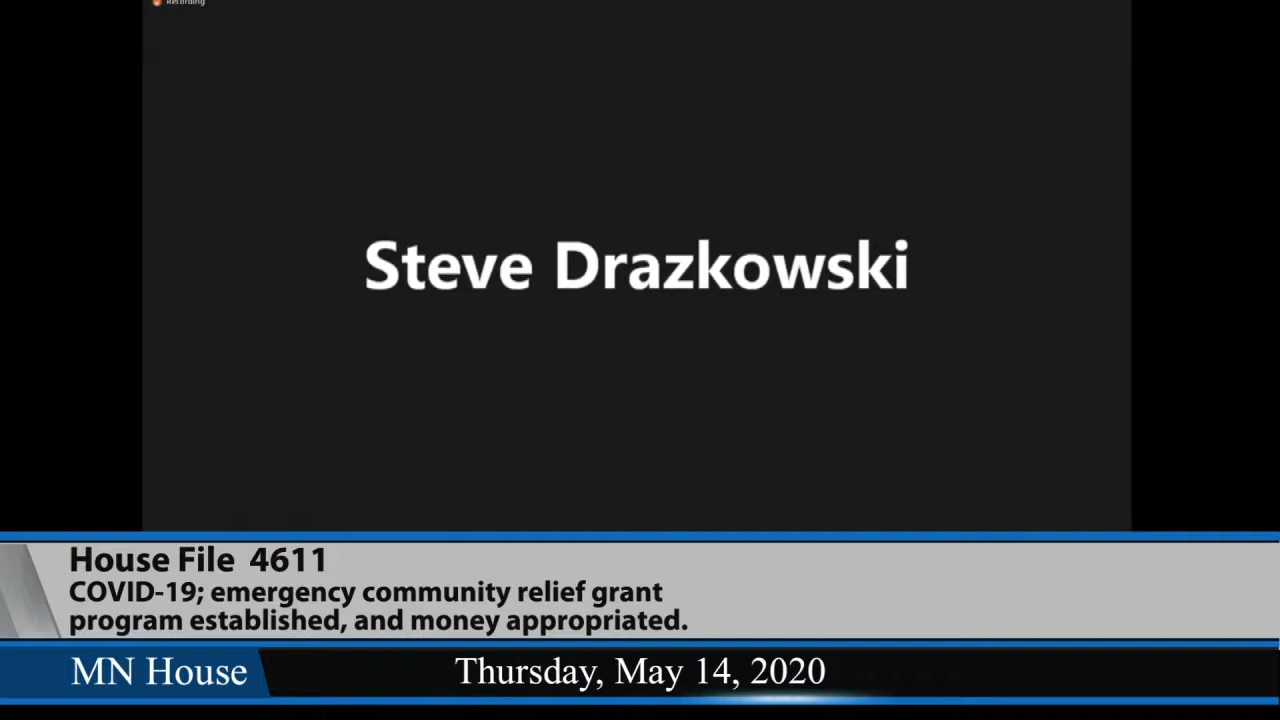 Recording
Steve Drazkowski
House File 4611
COVID-19; emergency community relief grant
program established, and money appropriated.
MN House
Thursday, May 14, 2020